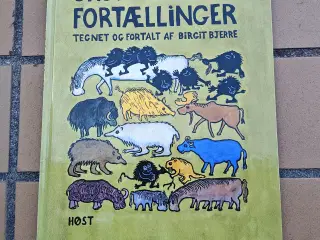 FORTÆLLINGER
TEGNET OG FORTALT AF BIRGIT BJERRE
HØST